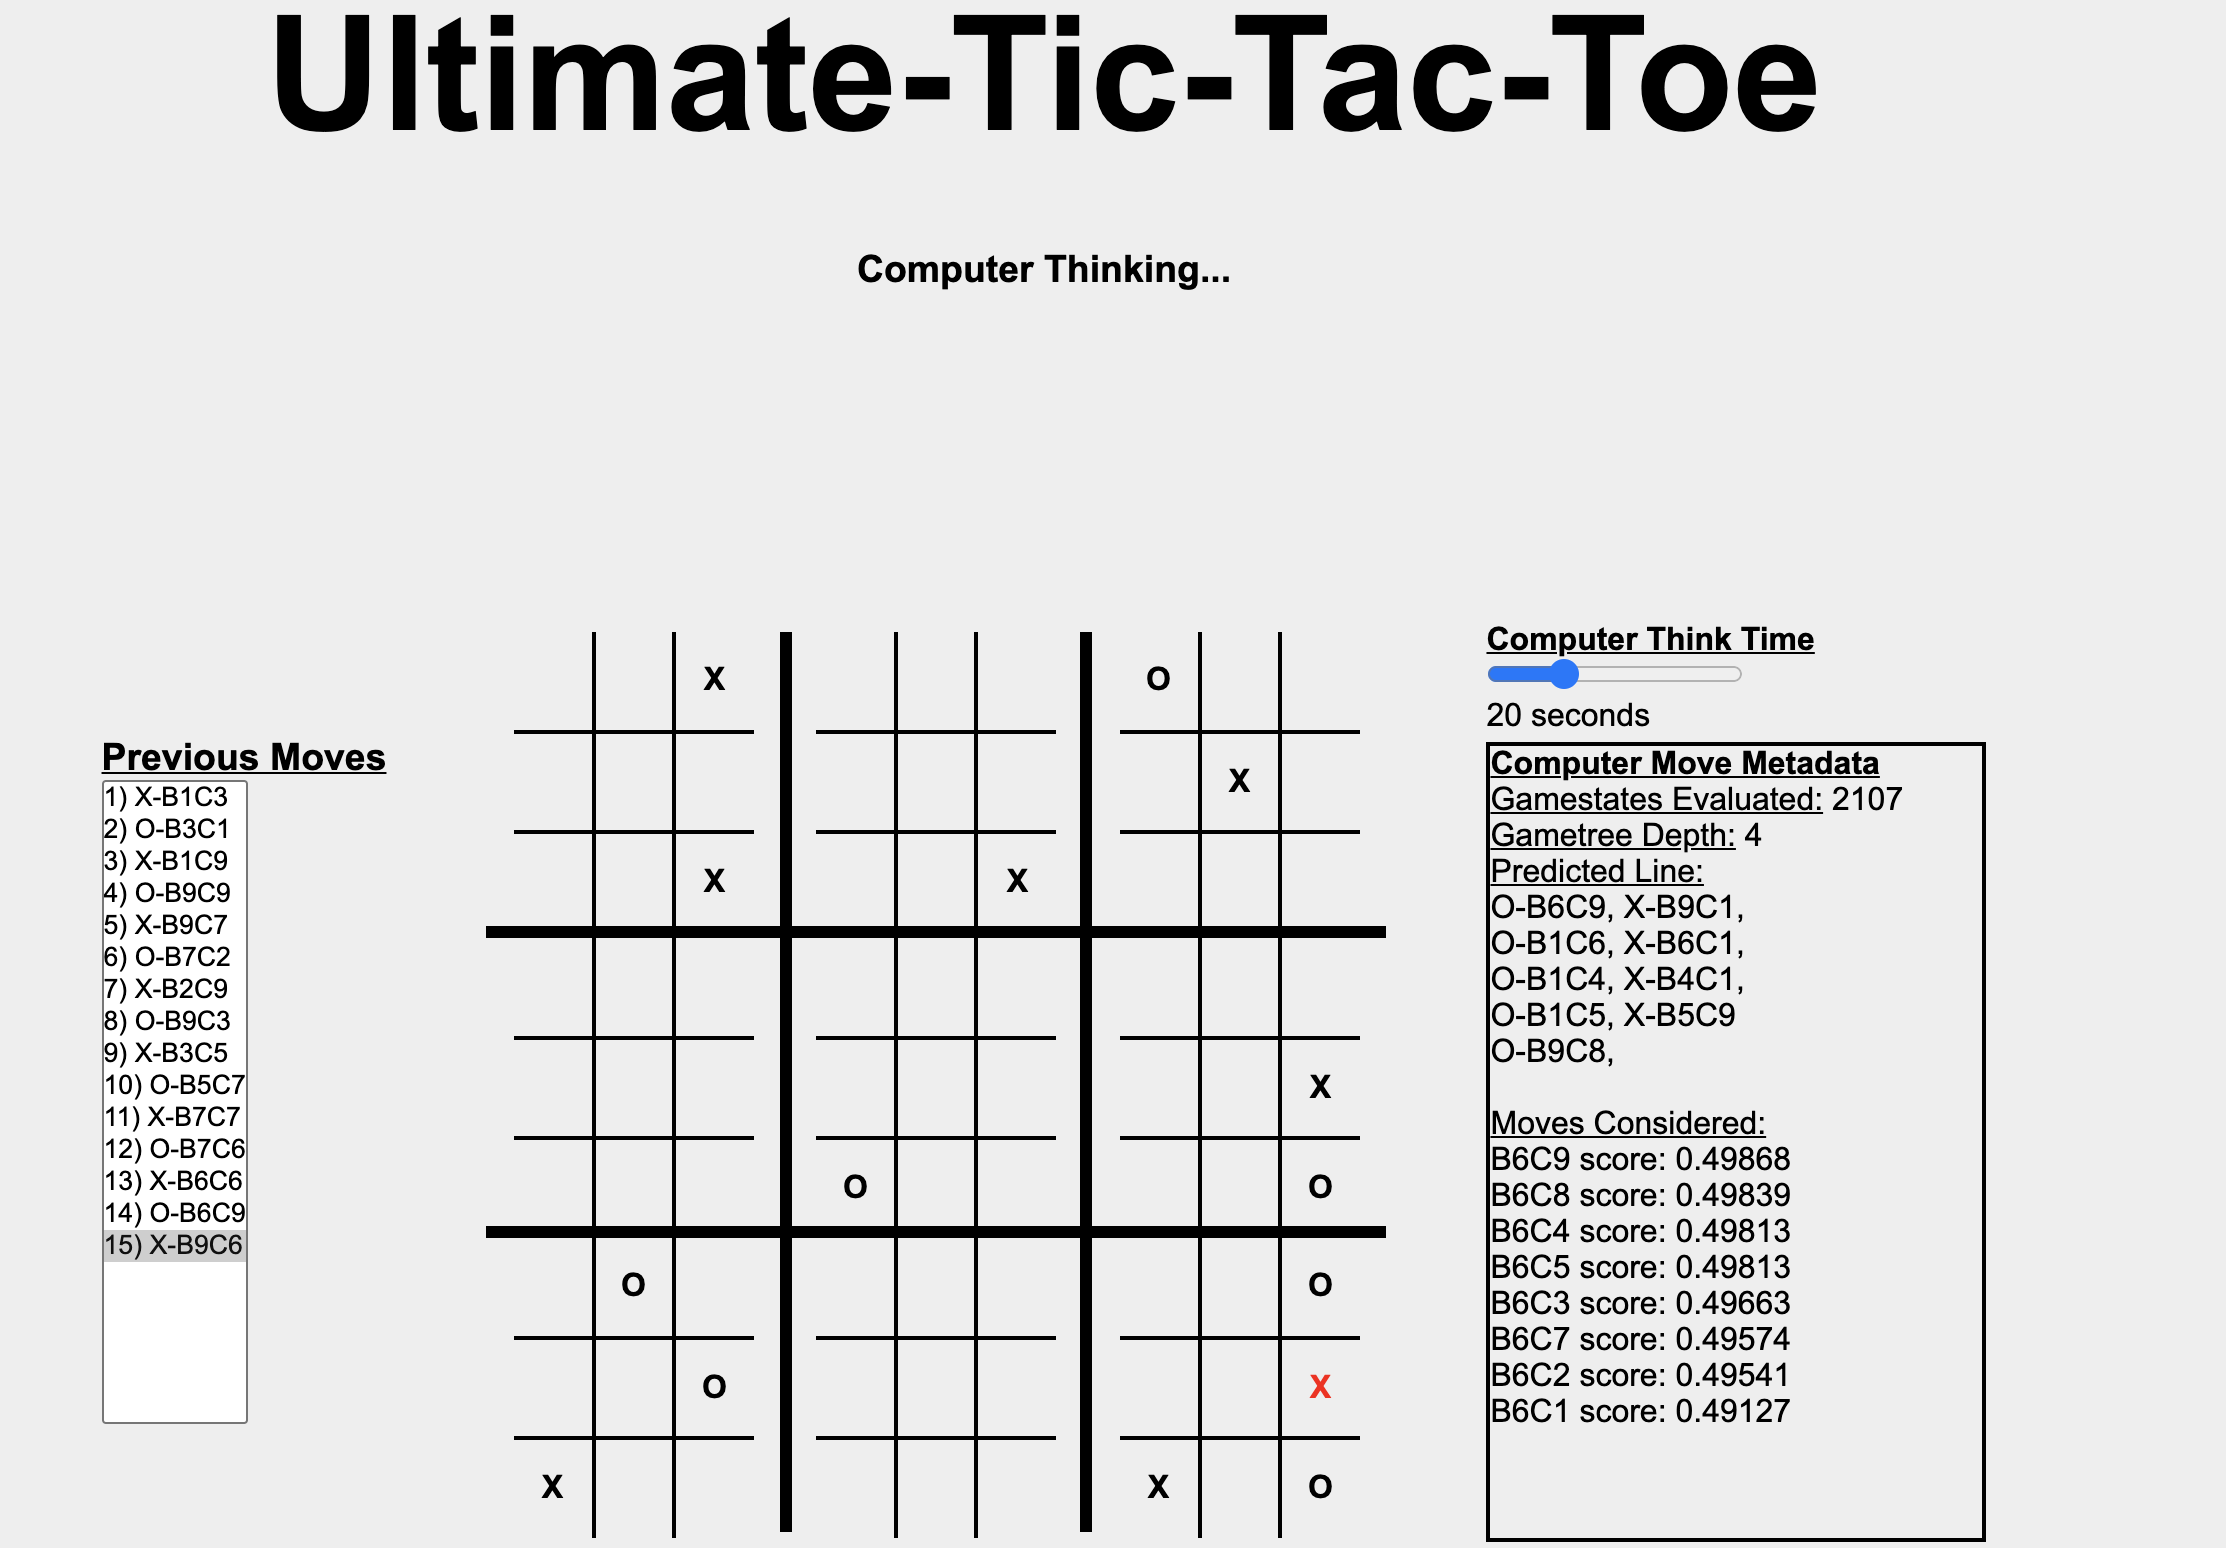 Ultimate-Tic-Tac-Toe
Computer Thinking...
Previous Moves
1) X-B1C3
2) O-B3C1
3) X-B1C9
4) O-B9C9
5) X-B9C7
6) O-B7C2
7) X-B2C9
8) O-B9C3
9) X-B3C5
10) O-B5C7
11) X-B7C7
12) O-B7C6
13) X-B6C6
14) O-B6C9
15) X-B9C6
X O
X
X X
X
O O
O O
O X
X X O
Computer Think Time
20 seconds
Computer Move Metadata
Gamestates Evaluated: 2107
Gametree Depth: 4
Predicted Line:
O-B6C9, X-B9C1,
O-B1C6, X-B6C1,
O-B1C4, X-B4C1,
O-B1C5, X-B5C9
O-B9C8,
Moves Considered:
B6C9 score: 0.49868
B6C8 score: 0.49839
B6C4 score: 0.49813
B6C5 score: 0.49813
B6C3 score: 0.49663
B6C7 score: 0.49574
B6C2 score: 0.49541
B6C1 score: 0.49127